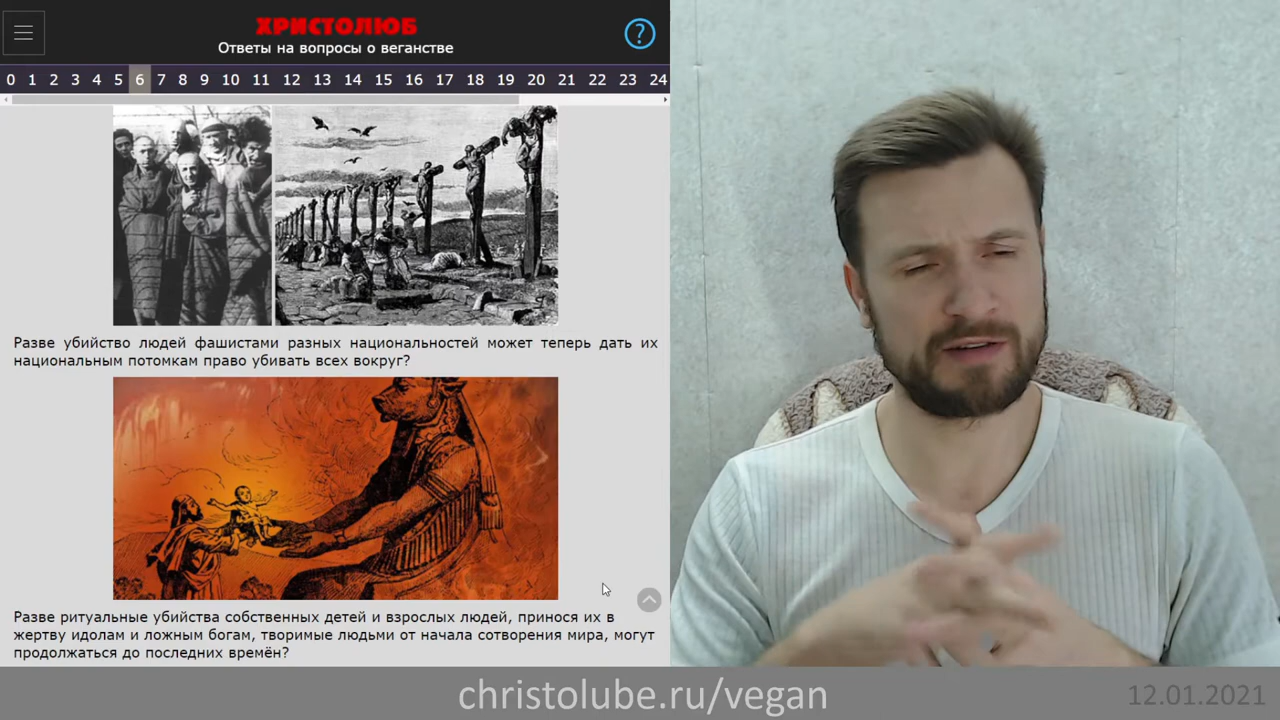 ХРИСТОЛЮБ
Ответы на вопросы о веганстве
?
0 1 2 3 4 5 6 7 8 9 10 11 12 13 14 15 16 17 18 19 20 21 22 23 24
Разве убийство людей фашистами разных национальностей может теперь дать их
национальным потомкам право убивать всех вокруг?
Разве ритуальные убийства собственных детей и взрослых людей, принося их в
жертву идолам и ложным богам, творимые людьми от начала сотворения мира, могут
продолжаться до последних времён?
christolube.ru/vegan
12.01.2021